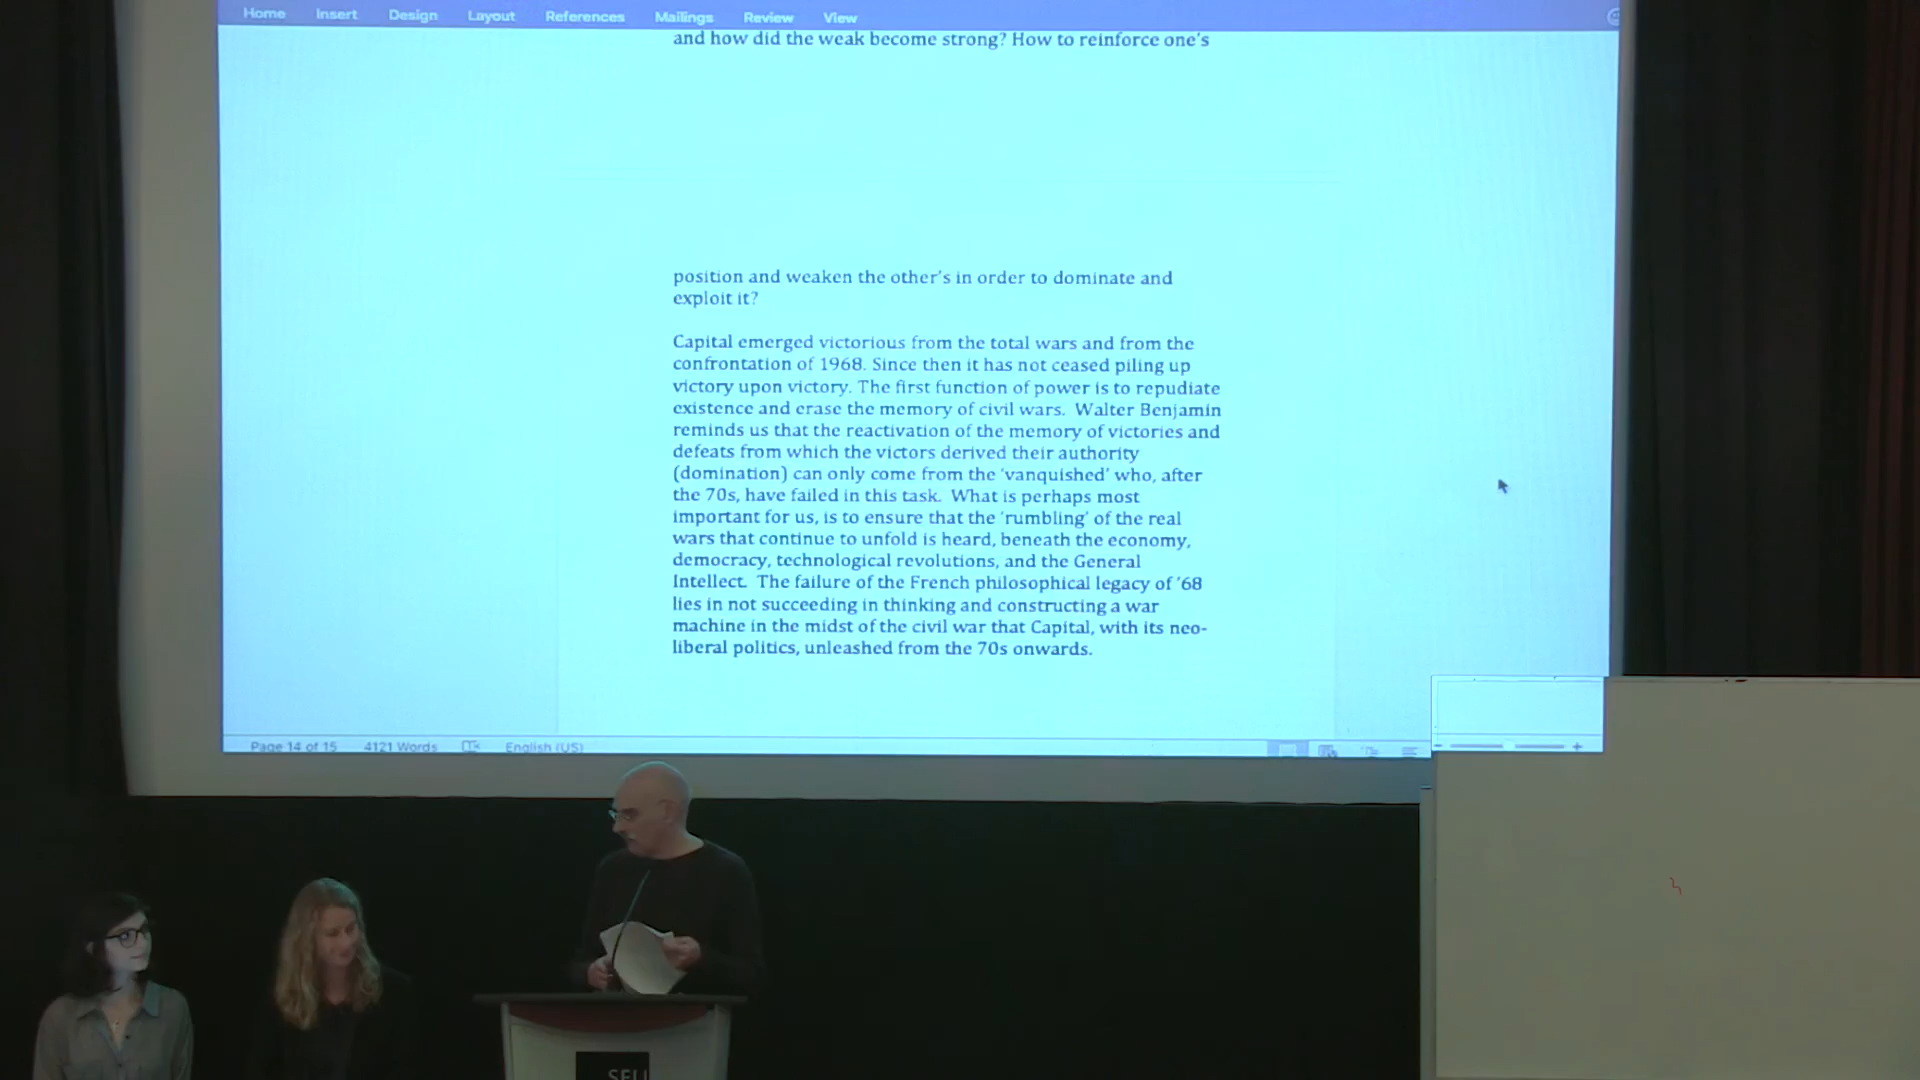 Home Insert Design Layout References Mailings Review View
and how did the weak become strong? How to reinforce one's
position and weaken the other's in order to dominate and
exploit it?
Capital emerged victorious from the total wars and from the
confrontation of 1968. Since then it has not ceased piling up
victory upon victory. The first function of power is to repudiate
existence and erase the memory of civil wars. Walter Benjamin
reminds us that the reactivation of the memory of victories and
defeats from which the victors derived their authority
(domination) can only come from the 'vanquished' who, after
the 70s, have failed in this task. What is perhaps most
important for us, is to ensure that the 'rumbling' of the real
wars that continue to unfold is heard, beneath the economy,
democracy, technological revolutions, and the General
Intellect. The failure of the French philosophical legacy of '68
lies in not succeeding in thinking and constructing a war
machine in the midst of the civil war that Capital, with its neo-
liberal politics, unleashed from the 70s onwards.
Page 14 of 15 4121 Words English (US)
SFU